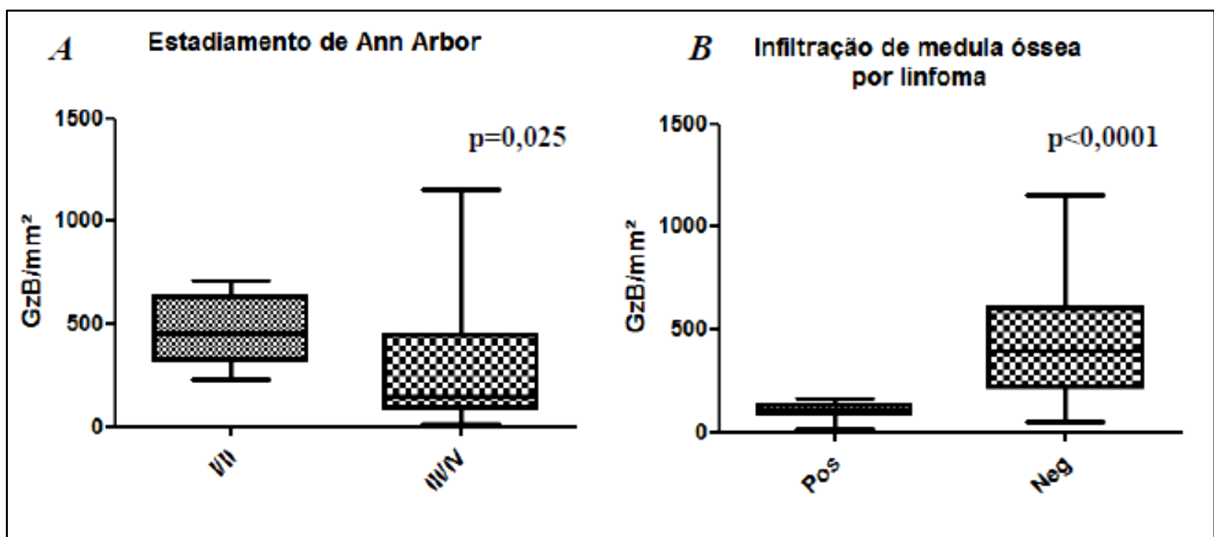 A
Estadiamento de Ann Arbor
p=0,025
GzB/mm²
1500
1000
500
0
I/II
III/IV
B
Infiltração de medula óssea
por linfoma
p<0,0001
GzB/mm²
1500
1000
500
0
Pos
Neg